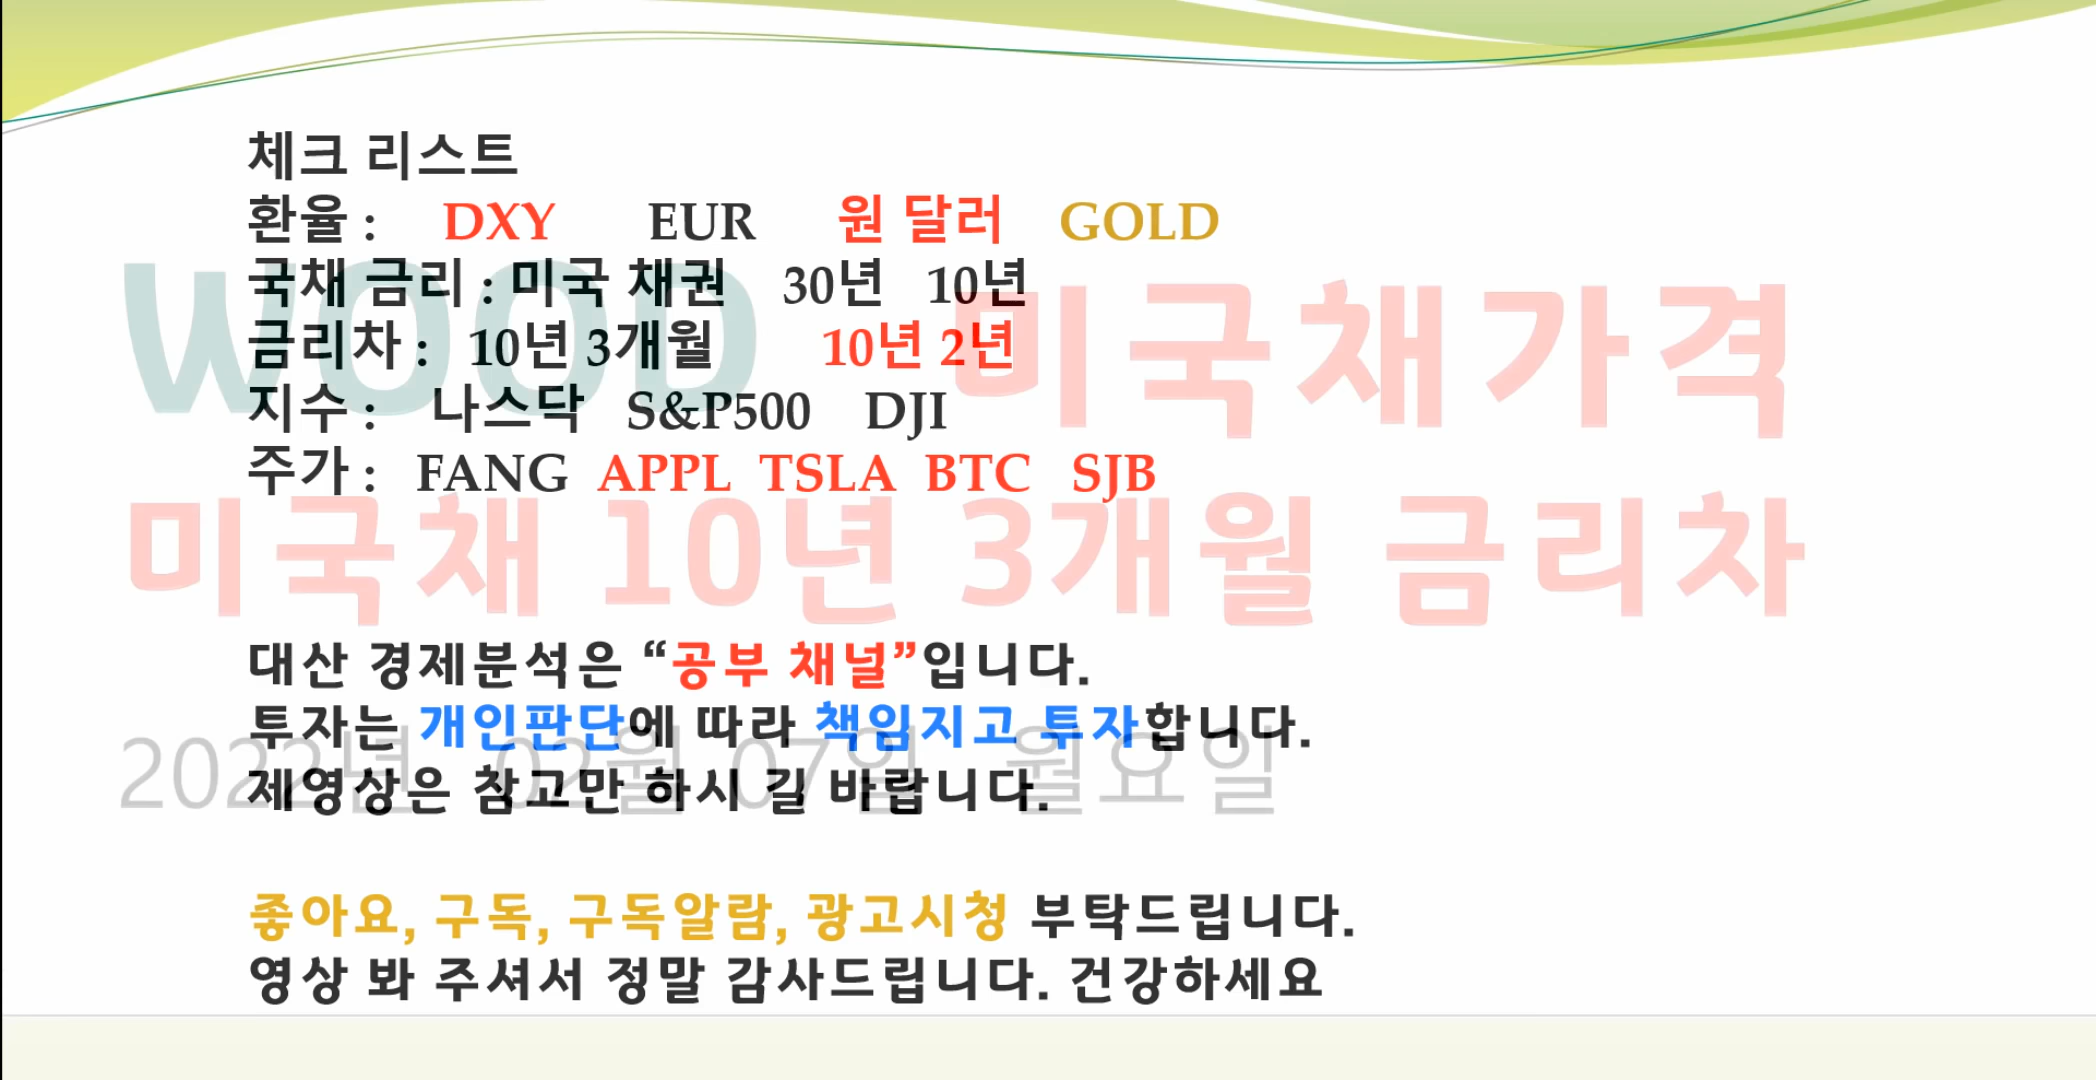 체크 리스트
환율 : DXY EUR 원 달러 GOLD
국채 금리 : 미국 채권 30년 10년
금리차 : 10년 3개월 10년 2년
지수 : 나스닥 S&P500 DJI
주가 : FANG APPL TSLA BTC SJB
WOOD 미국채가격
미국채 10년 3개월 금리차
대산 경제분석은 “공부 채널”입니다.
투자는 개인판단에 따라 책임지고 투자합니다.
제영상은 참고만 하시 길 바랍니다.
2022년 02월 07일 월요일
좋아요, 구독, 구독알람, 광고시청 부탁드립니다.
영상 봐 주셔서 정말 감사드립니다. 건강하세요